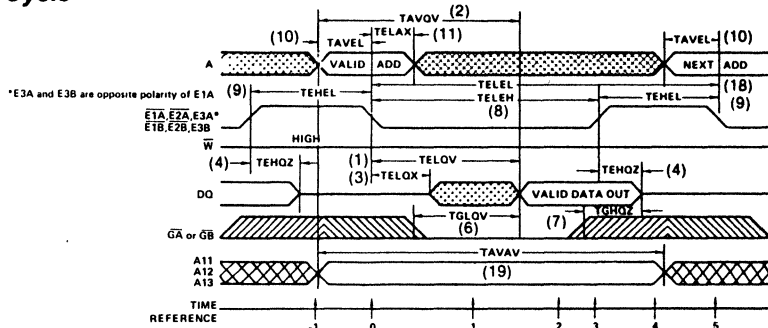 Cycle
TAVQV (2)
(10) TAVEL TELAX (11) TAVEL (10)
A VALID ADD NEXT ADD
*E3A and E3B are opposite polarity of E1A
(9) TEHEL TELEL (18)
TELEH (8) TEHEL (9)
E1A,E2A,E3A*
E1B,E2B,E3B
W HIGH
(4) TEHQZ (1) TELQV TEHQZ (4)
(3) TELQX
DQ VALID DATA OUT
TGLQV (6) (7) TGHQZ
GA or GB
TAVAV
A11
A12 (19)
A13
TIME
REFERENCE
-1 0 1 2 3 4 5